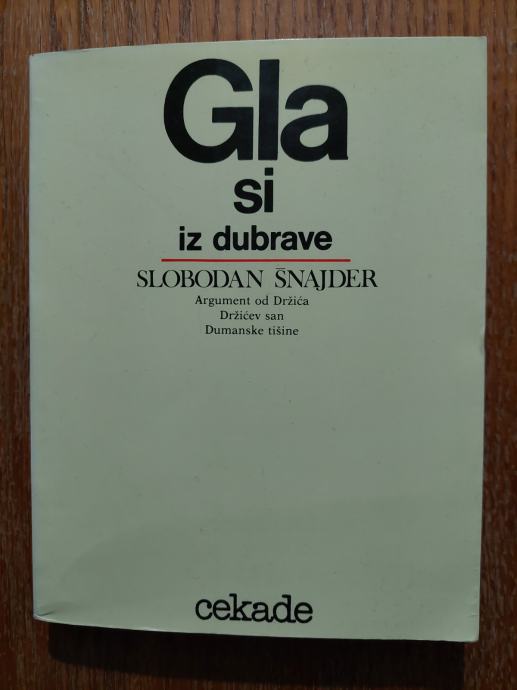 Gla
si
iz dubrave
SLOBODAN ŠNAJDER
Argument od Držića
Držićev san
Dumanske tišine
cekade